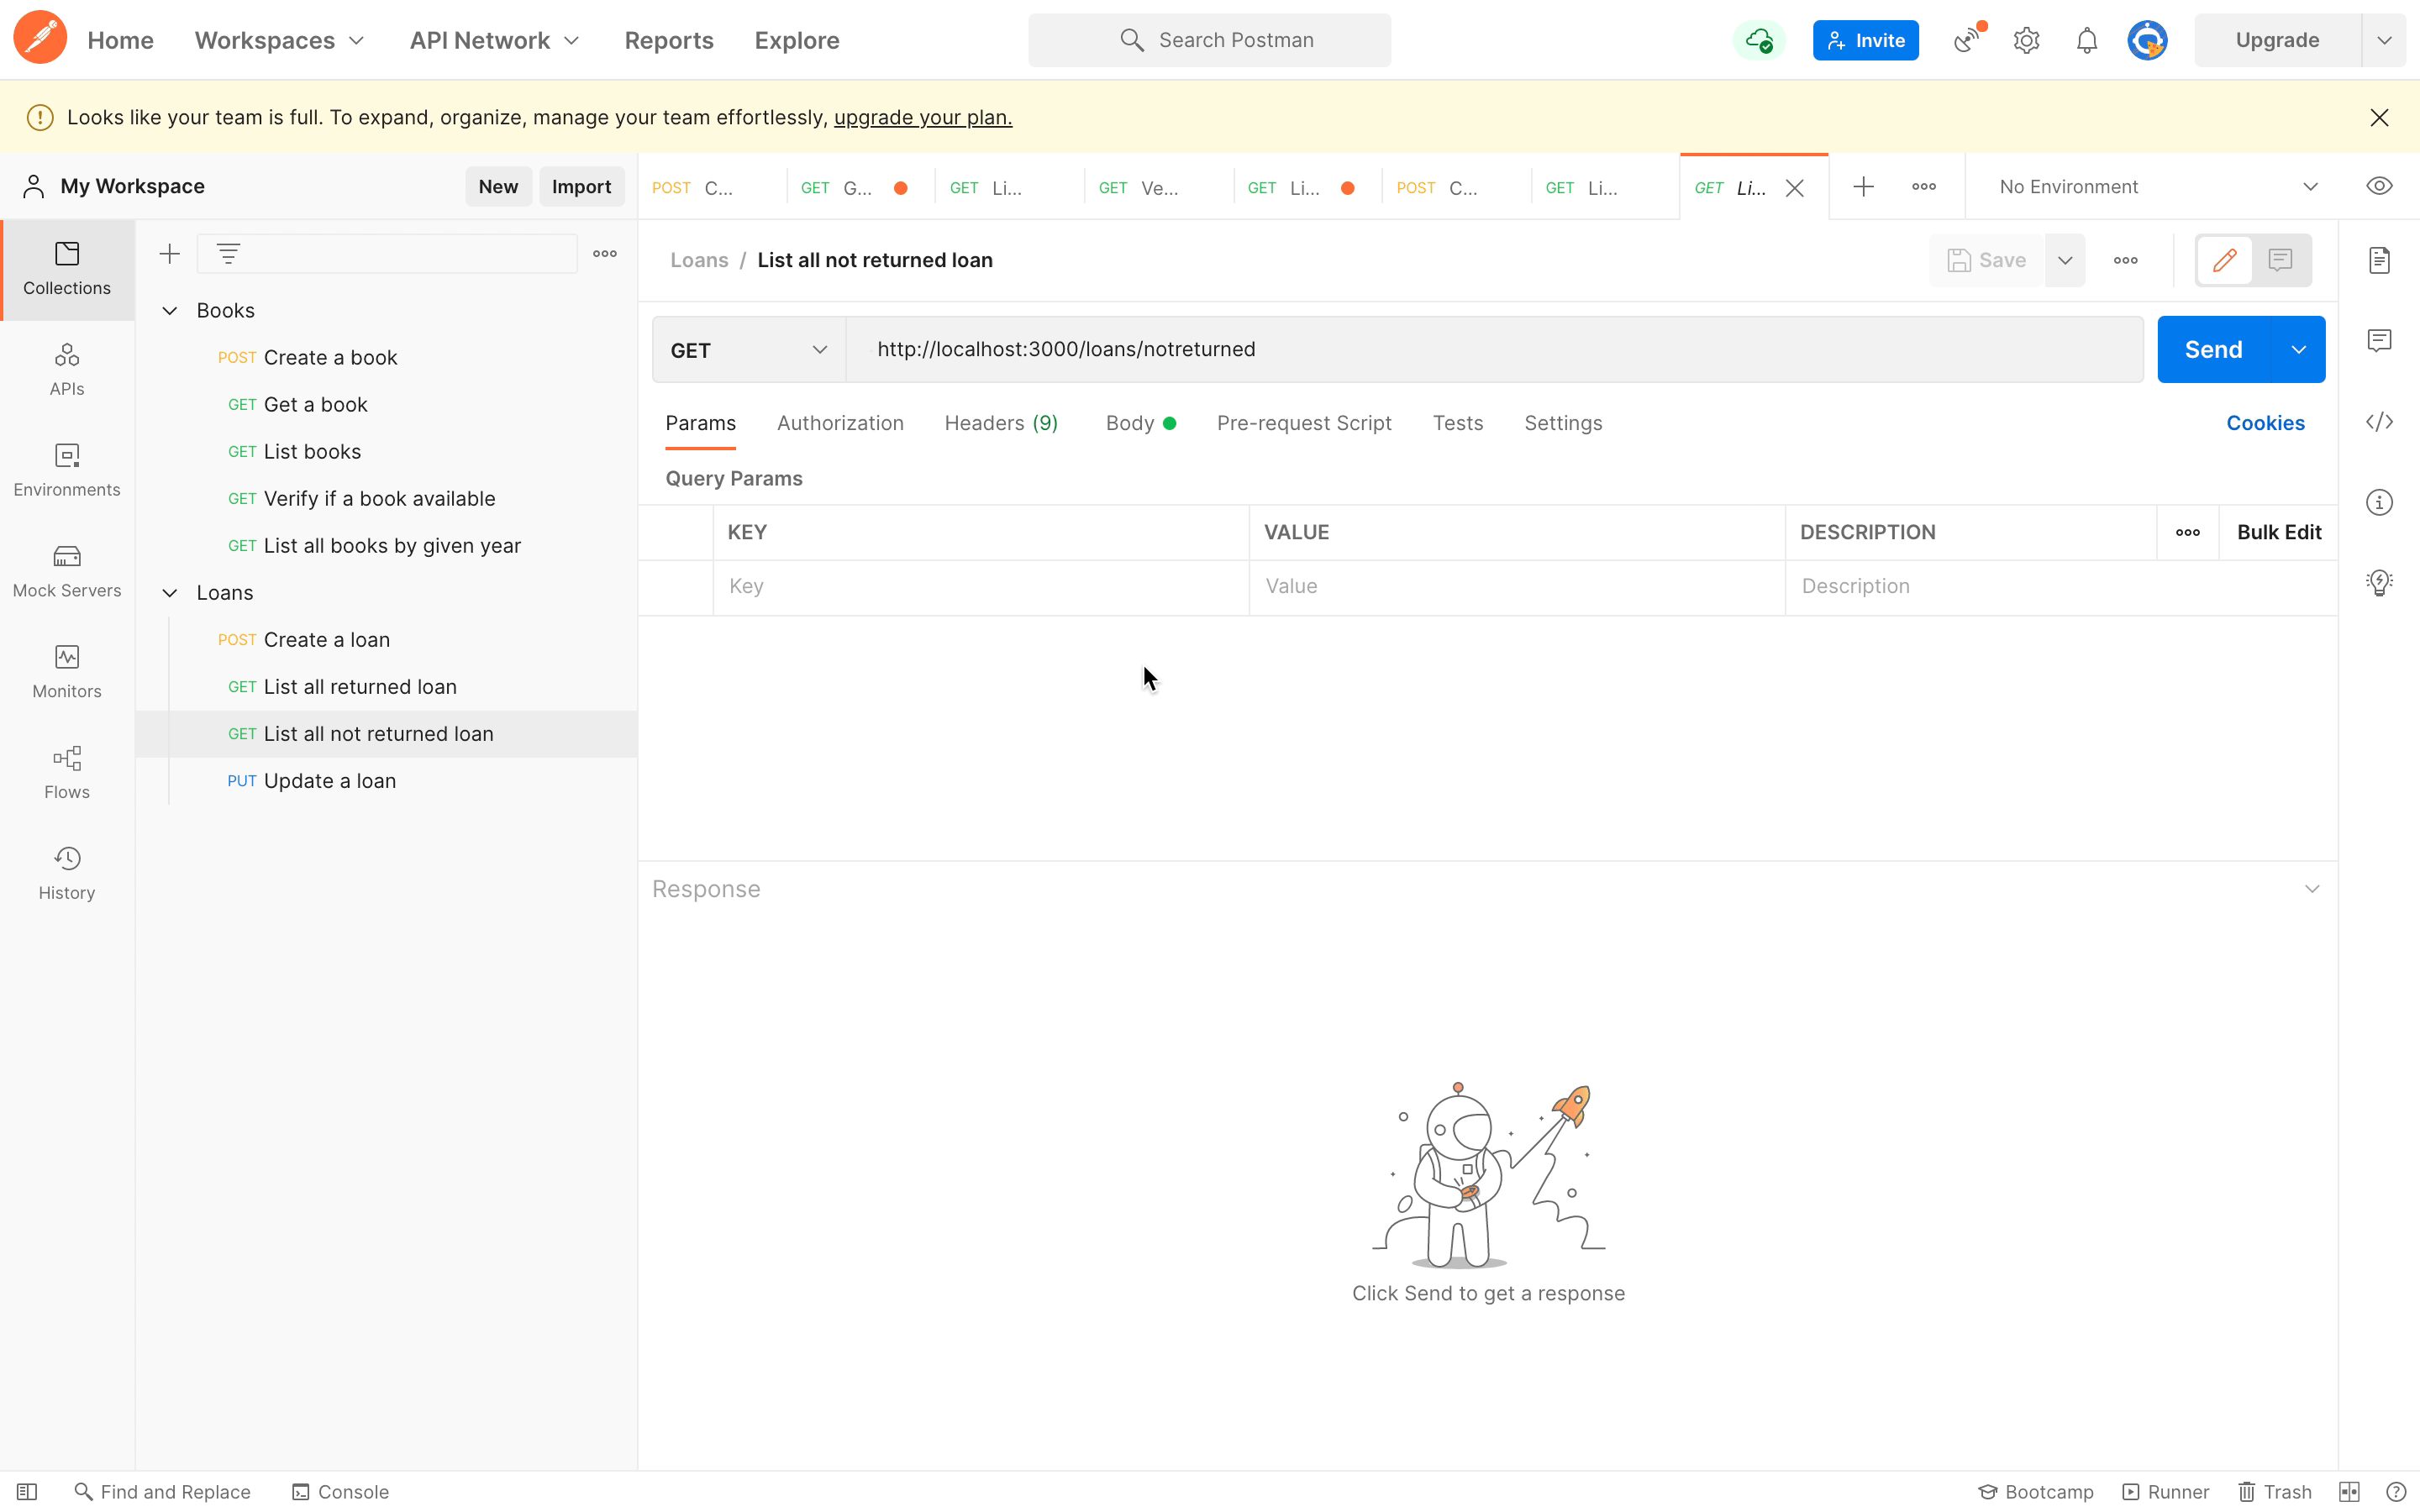 Home Workspaces API Network Reports Explore Search Postman Invite Upgrade
Looks like your team is full. To expand, organize, manage your team effortlessly, upgrade your plan.
My Workspace New Import POST C... GET G... GET Li... GET Ve... GET Li... POST C... GET Li... GET Li... No Environment
Collections
APIs
Environments
Mock Servers
Monitors
Flows
History
Books
POST Create a book
GET Get a book
GET List books
GET Verify if a book available
GET List all books by given year
Loans
POST Create a loan
GET List all returned loan
GET List all not returned loan
PUT Update a loan
Loans / List all not returned loan Save
GET http://localhost:3000/loans/notreturned Send
Params Authorization Headers (9) Body Pre-request Script Tests Settings Cookies
Query Params
KEY VALUE DESCRIPTION Bulk Edit
Key Value Description
Response
Click Send to get a response
Find and Replace Console Bootcamp Runner Trash